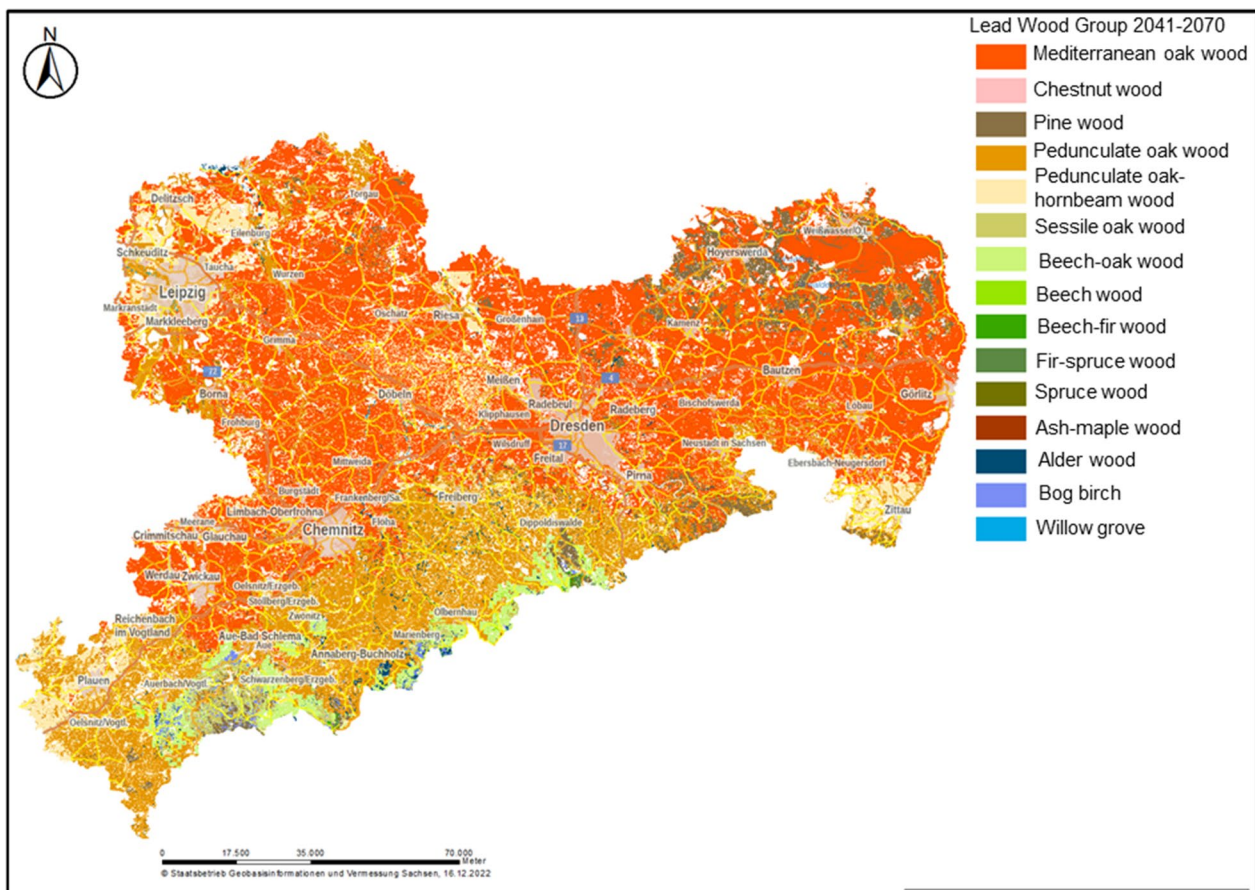 Lead Wood Group 2041-2070
N
Mediterranean oak wood
Chestnut wood
Pine wood
Pedunculate oak wood
Pedunculate oak-
hornbeam wood
Sessile oak wood
Beech-oak wood
Beech wood
Beech-fir wood
Fir-spruce wood
Spruce wood
Ash-maple wood
Alder wood
Bog birch
Willow grove
Delitzsch
Torgau
Eilenburg
Schkeuditz
Taucha
Wurzen
Leipzig
Markranstädt
Markkleeberg
Oschatz
Riesa
Großenhain
13
Grimma
72
Borna
Frohburg
Döbeln
Meißen
4
Klipphausen
Radebeul
Radeberg
Dresden
Wilsdruff
17
Freital
Pirna
Weißwasser/O.L.
Hoyerswerda
Kamenz
Bautzen
Bischofswerda
Löbau
Görlitz
Neustadt in Sachsen
Ebersbach-Neugersdorf
Zittau
Mittweida
Burgstädt
Frankenberg/Sa.
Freiberg
Limbach-Oberfrohna
Meerane
Chemnitz
Flöha
Dippoldiswalde
Crimmitschau
Glauchau
Werdau
Zwickau
Oelsnitz/Erzgeb.
Stollberg/Erzgeb.
Zwönitz
Olbernhau
Reichenbach
im Vogtland
Aue-Bad Schlema
Aue
Marienberg
Annaberg-Buchholz
Plauen
Auerbach/Vogtl.
Schwarzenberg/Erzgeb.
Oelsnitz/Vogtl.
0 17.500 35.000 70.000
Meter
© Staatsbetrieb Geobasisinformationen und Vermessung Sachsen, 16.12.2022